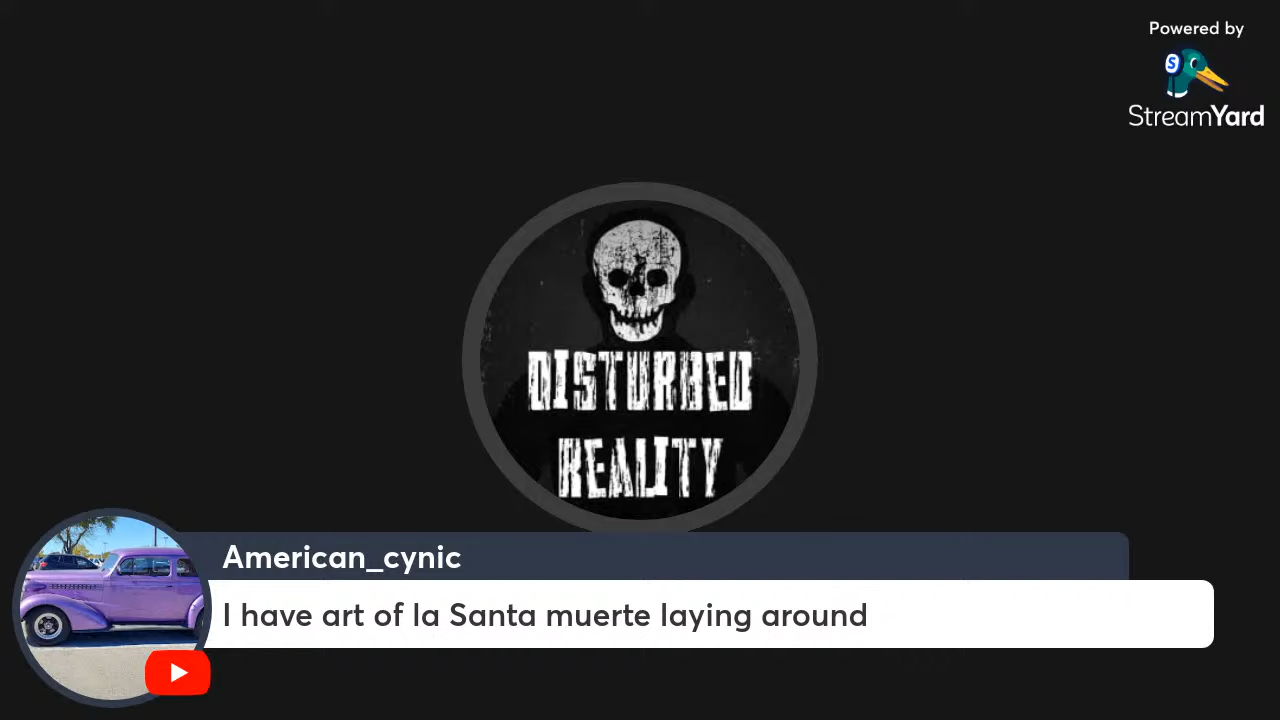 Powered by
S
StreamYard
DISTURBED
REALITY
American_cynic
I have art of la Santa muerte laying around